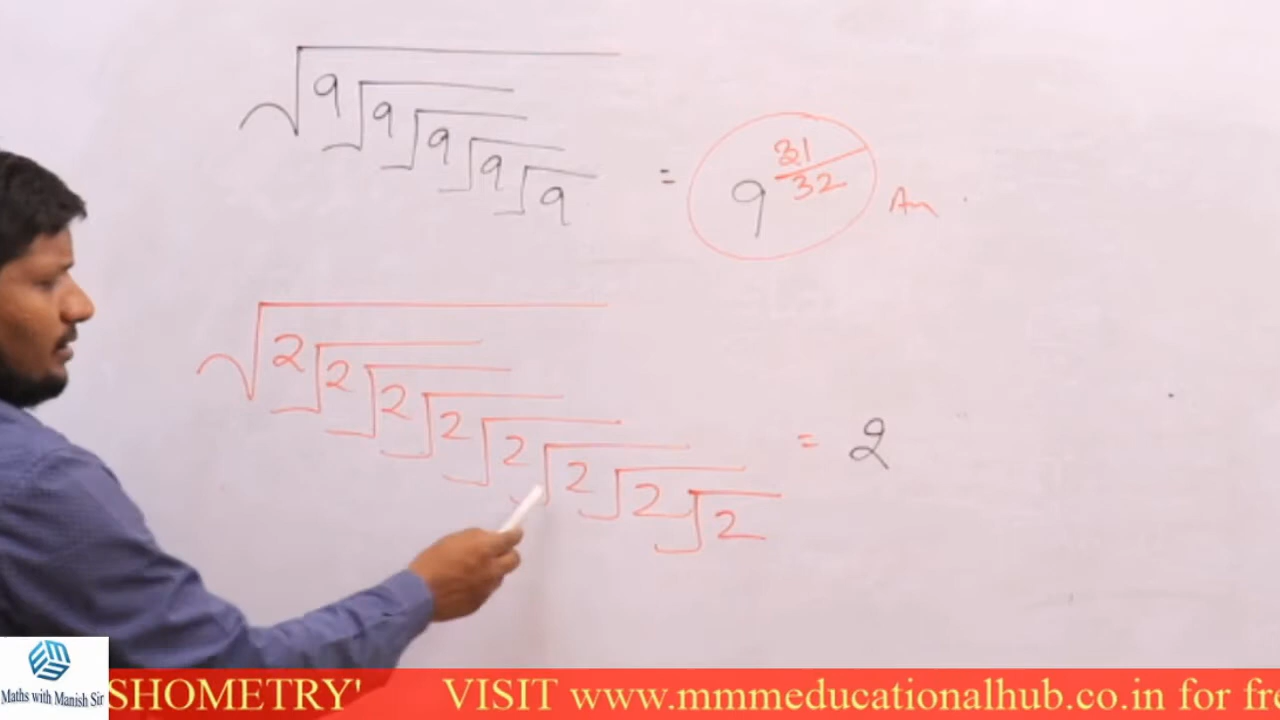 √9√9√9√9√9 = 9^31/32 An
√2√2√2√2√2√2√2√2 = 2
Maths with Manish Sir
SHOMETRY' VISIT www.mmmeducationalhub.co.in for fre